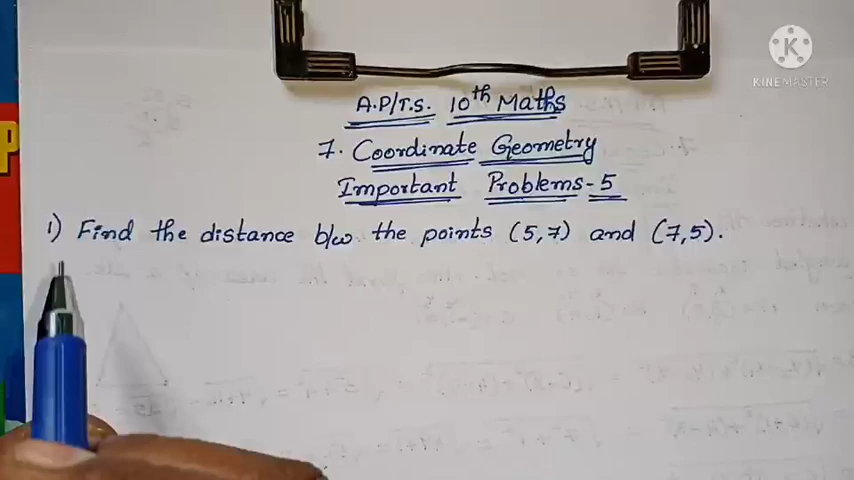 KINEMASTER
A.P/T.S. 10th Maths
7. Coordinate Geometry
Important Problems-5
1) Find the distance b/w the points (5,7) and (7,5).